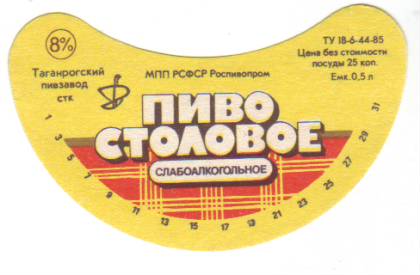 8%
Таганрогский
пивзавод
стк
МПП РСФСР Роспивопром
ТУ 18-6-44-85
Цена без стоимости
посуды 25 коп.
Емк. 0,5 л
ПИВО
СТОЛОВОЕ
СЛАБОАЛКОГОЛЬНОЕ
1 3 5 7 9 11 13 15 17 19 21 23 25 27 29 31